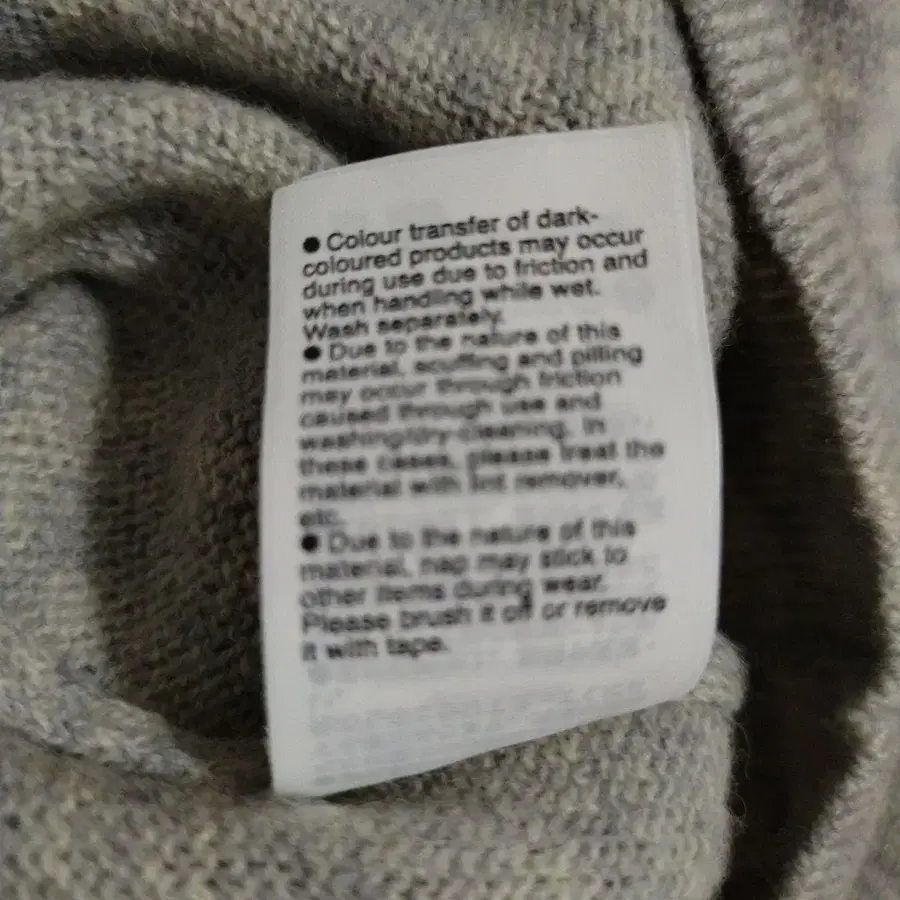 ● Colour transfer of dark-
coloured products may occur
during use due to friction and
when handling while wet.
Wash separately.
● Due to the nature of this
material, scuffing and pilling
may occur through friction
caused through use and
washing/dry-cleaning. In
these cases, please treat the
material with lint remover,
etc.
● Due to the nature of this
material, nap may stick to
other items during wear.
Please brush it off or remove
it with tape.